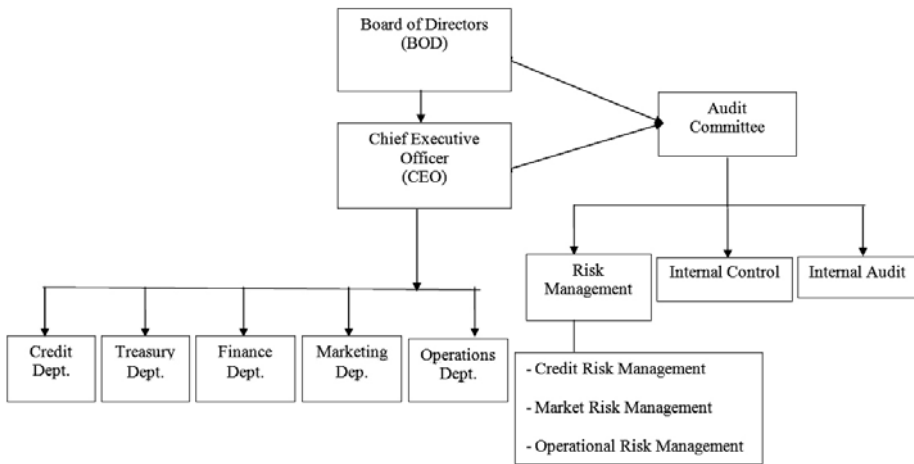 Board of Directors
(BOD)
Audit
Committee
Chief Executive
Officer
(CEO)
Risk
Management
Internal Control
Internal Audit
Credit
Dept.
Treasury
Dept.
Finance
Dept.
Marketing
Dep.
Operations
Dept.
- Credit Risk Management
- Market Risk Management
- Operational Risk Management